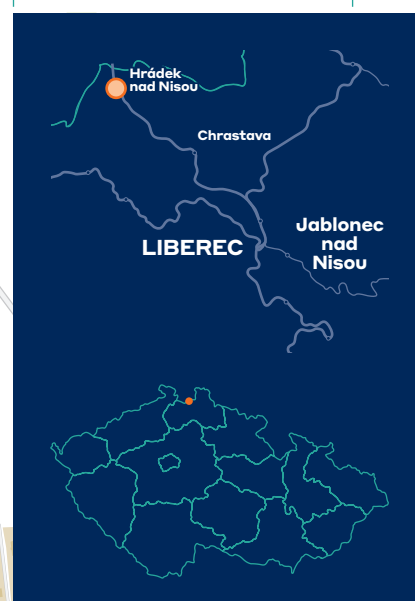 Hrádek
nad Nisou
Chrastava
Jablonec
nad
Nisou
LIBEREC